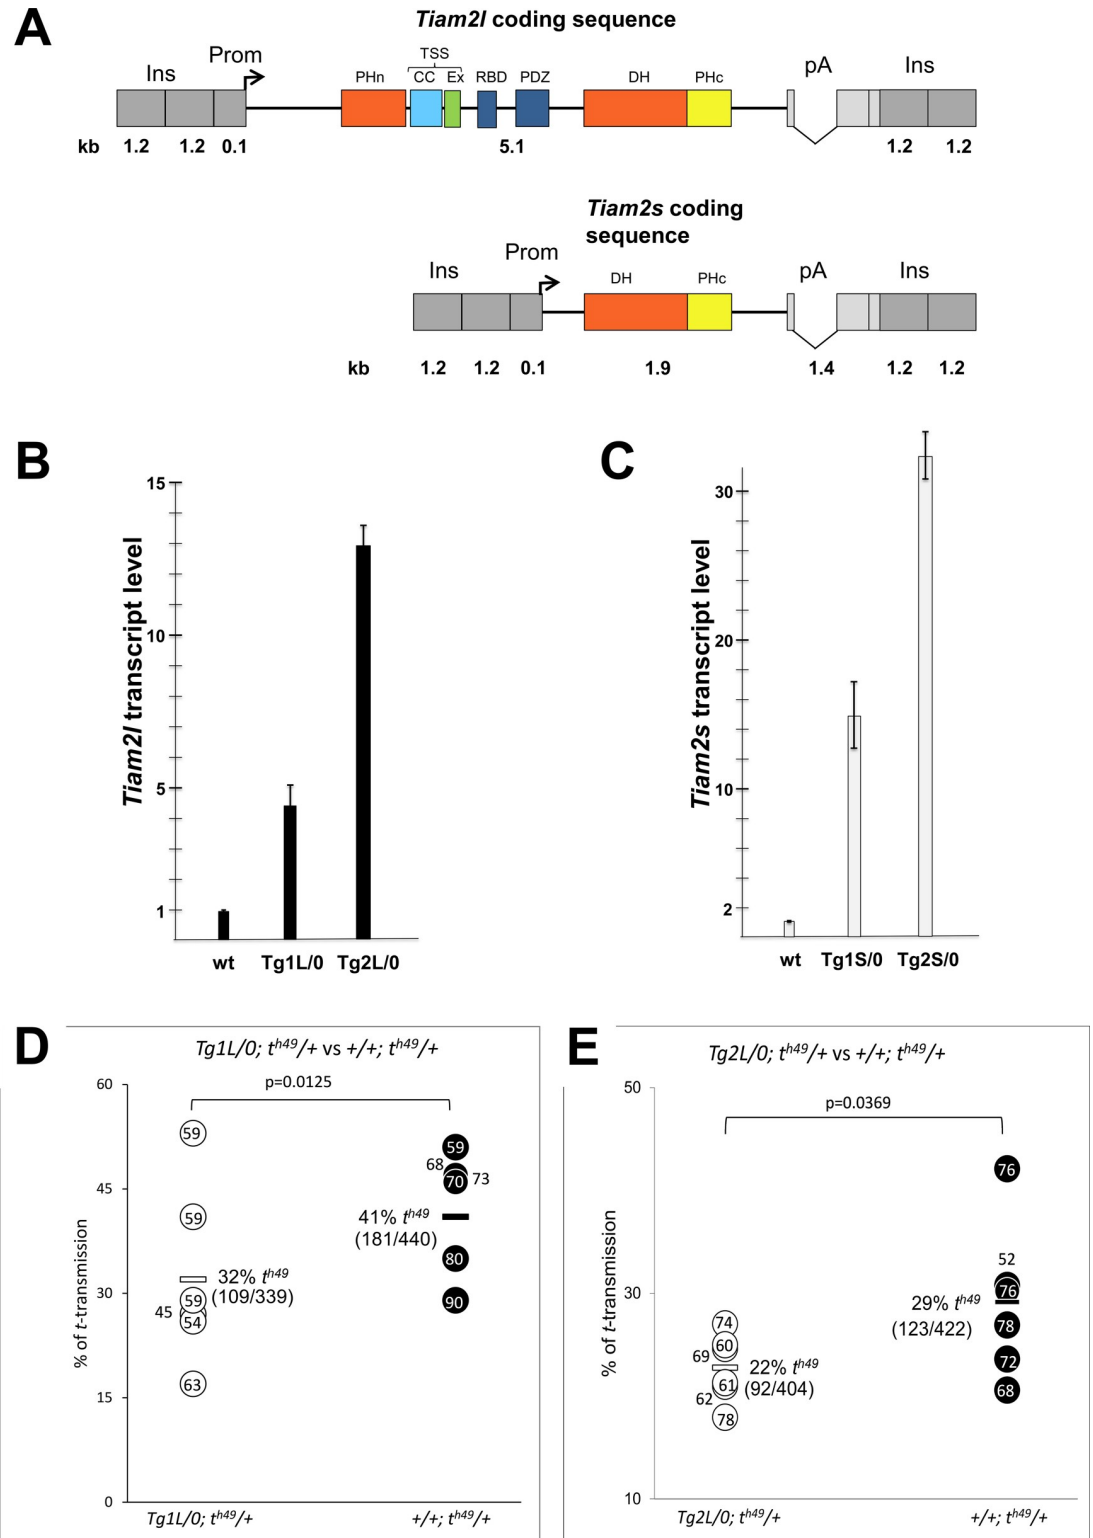 A
Tiam2l coding sequence
Ins Prom TSS pA Ins
PHn CC Ex RBD PDZ DH PHc
kb 1.2 1.2 0.1 5.1 1.2 1.2
Tiam2s coding
sequence
Ins Prom DH PHc pA Ins
kb 1.2 1.2 0.1 1.9 1.4 1.2 1.2
B
Tiam2l transcript level
15
10
5
1
wt Tg1L/0 Tg2L/0
C
Tiam2s transcript level
30
20
10
2
wt Tg1S/0 Tg2S/0
D
Tg1L/0; th49/+ vs +/+; th49/+
p=0.0125
% of t-transmission
60
45
30
15
0
59
59
32% th49
(109/339)
59
45
54
63
59
68
70 73
41% th49
(181/440)
80
90
Tg1L/0; th49/+ +/+; th49/+
E
Tg2L/0; th49/+ vs +/+; th49/+
p=0.0369
% of t-transmission
50
30
10
74
60
69
22% th49
(92/404)
61
62
78
76
52
76
29% th49
(123/422)
78
72
68
Tg2L/0; th49/+ +/+; th49/+